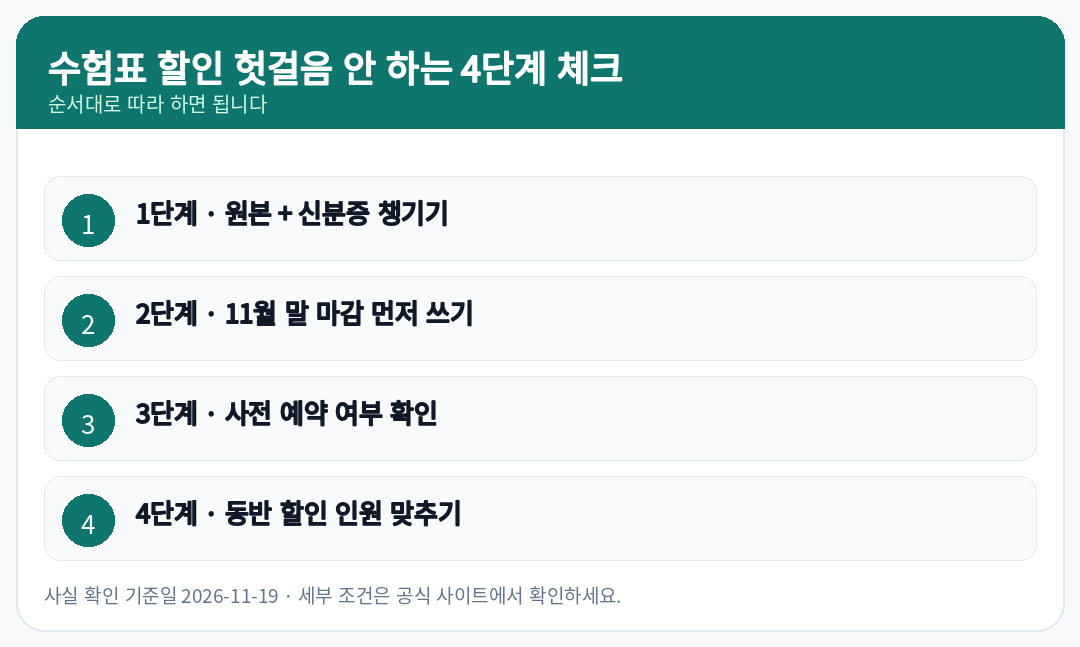 수험표 할인 헛걸음 안 하는 4단계 체크
순서대로 따라 하면 됩니다
1
1단계 · 원본 + 신분증 챙기기
2
2단계 · 11월 말 마감 먼저 쓰기
3
3단계 · 사전 예약 여부 확인
4
4단계 · 동반 할인 인원 맞추기
사실 확인 기준일 2026-11-19 · 세부 조건은 공식 사이트에서 확인하세요.